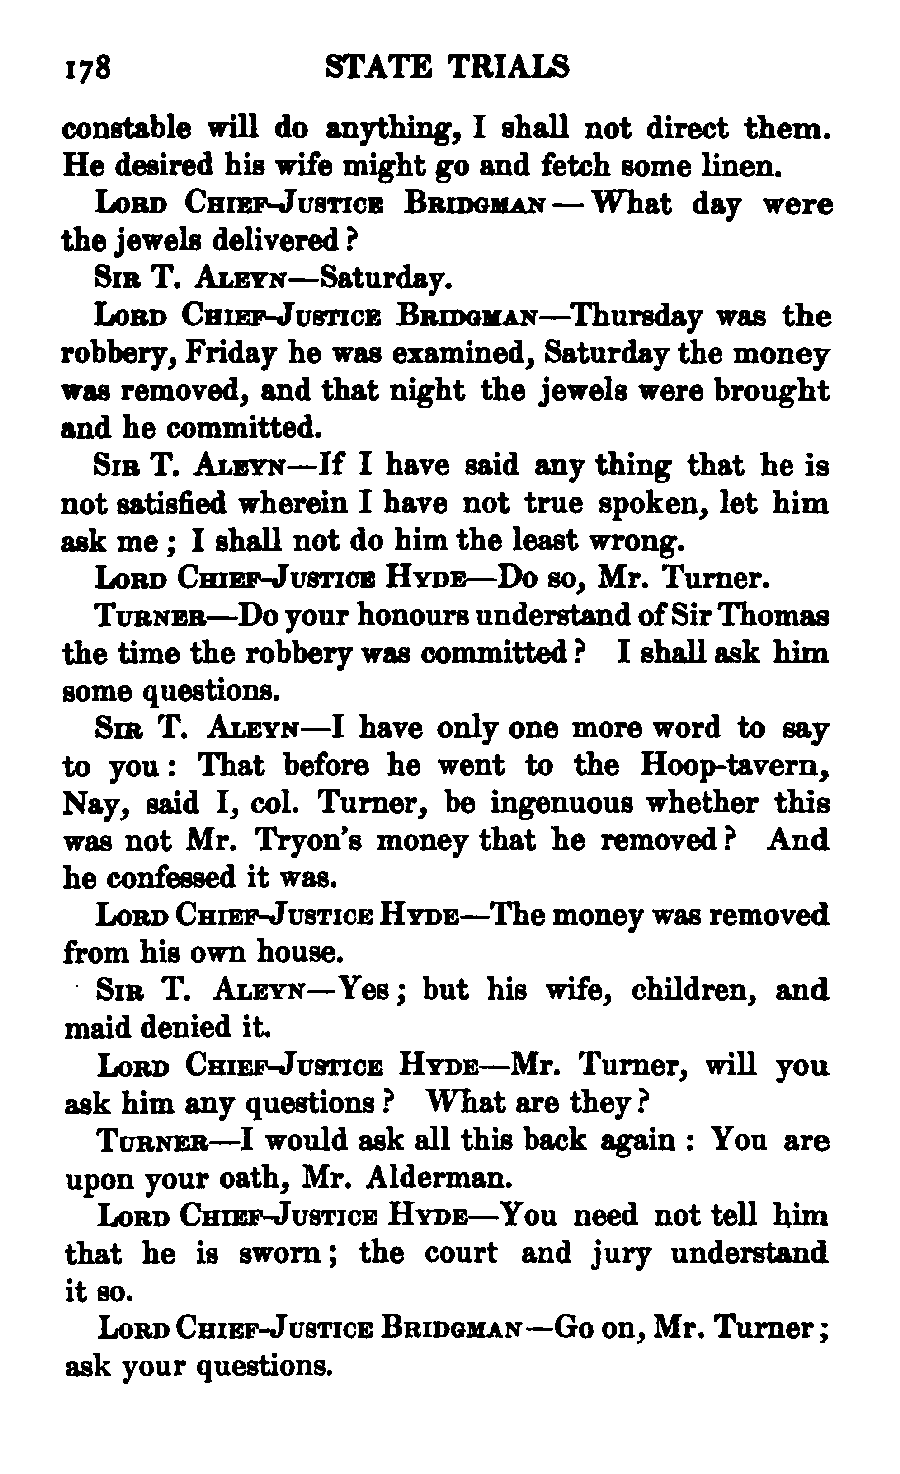 178 STATE TRIALS
constable will do anything, I shall not direct them.
He desired his wife might go and fetch some linen.
LORD CHIEF-JUSTICE BRIDGMAN—What day were
the jewels delivered?
SIR T. ALEYN—Saturday.
LORD CHIEF-JUSTICE BRIDGMAN—Thursday was the
robbery, Friday he was examined, Saturday the money
was removed, and that night the jewels were brought
and he committed.
SIR T. ALEYN—If I have said any thing that he is
not satisfied wherein I have not true spoken, let him
ask me; I shall not do him the least wrong.
LORD CHIEF-JUSTICE HYDE—Do so, Mr. Turner.
TURNER—Do your honours understand of Sir Thomas
the time the robbery was committed? I shall ask him
some questions.
SIR T. ALEYN—I have only one more word to say
to you: That before he went to the Hoop-tavern,
Nay, said I, col. Turner, be ingenuous whether this
was not Mr. Tryon's money that he removed? And
he confessed it was.
LORD CHIEF-JUSTICE HYDE—The money was removed
from his own house.
SIR T. ALEYN—Yes; but his wife, children, and
maid denied it.
LORD CHIEF-JUSTICE HYDE—Mr. Turner, will you
ask him any questions? What are they?
TURNER—I would ask all this back again: You are
upon your oath, Mr. Alderman.
LORD CHIEF-JUSTICE HYDE—You need not tell him
that he is sworn; the court and jury understand
it so.
LORD CHIEF-JUSTICE BRIDGMAN—Go on, Mr. Turner;
ask your questions.